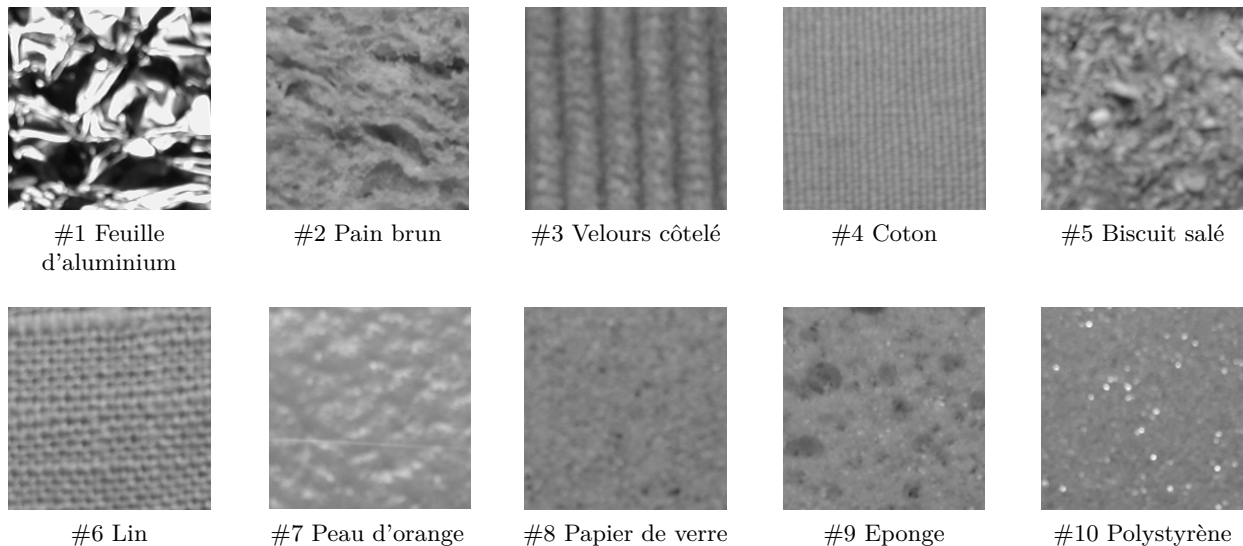 #1 Feuille
d'aluminium
#2 Pain brun
#3 Velours côtelé
#4 Coton
#5 Biscuit salé
#6 Lin
#7 Peau d'orange
#8 Papier de verre
#9 Eponge
#10 Polystyrène